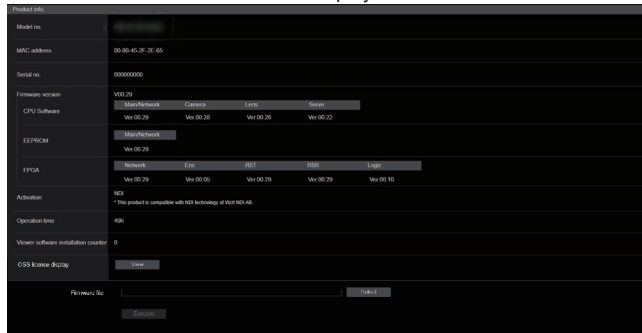 Product info.
Model no.
MAC address 00-80-45-2F-2E-65
Serial no. 000000000
Firmware version V00.29
CPU Software Main/Network Camera Lens Servo
Ver.00.29 Ver.00.28 Ver.00.26 Ver.00.22
EEPROM Main/Network
Ver.00.29
FPGA Network Enc RST RSR Logic
Ver.00.29 Ver.00.05 Ver.00.29 Ver.00.29 Ver.00.16
Activation NDI
* This product is compatible with NDI technology of Vizrt NDI AB.
Operation time 49h
Viewer software installation counter 0
OSS license display View
Firmware file Select
Execute